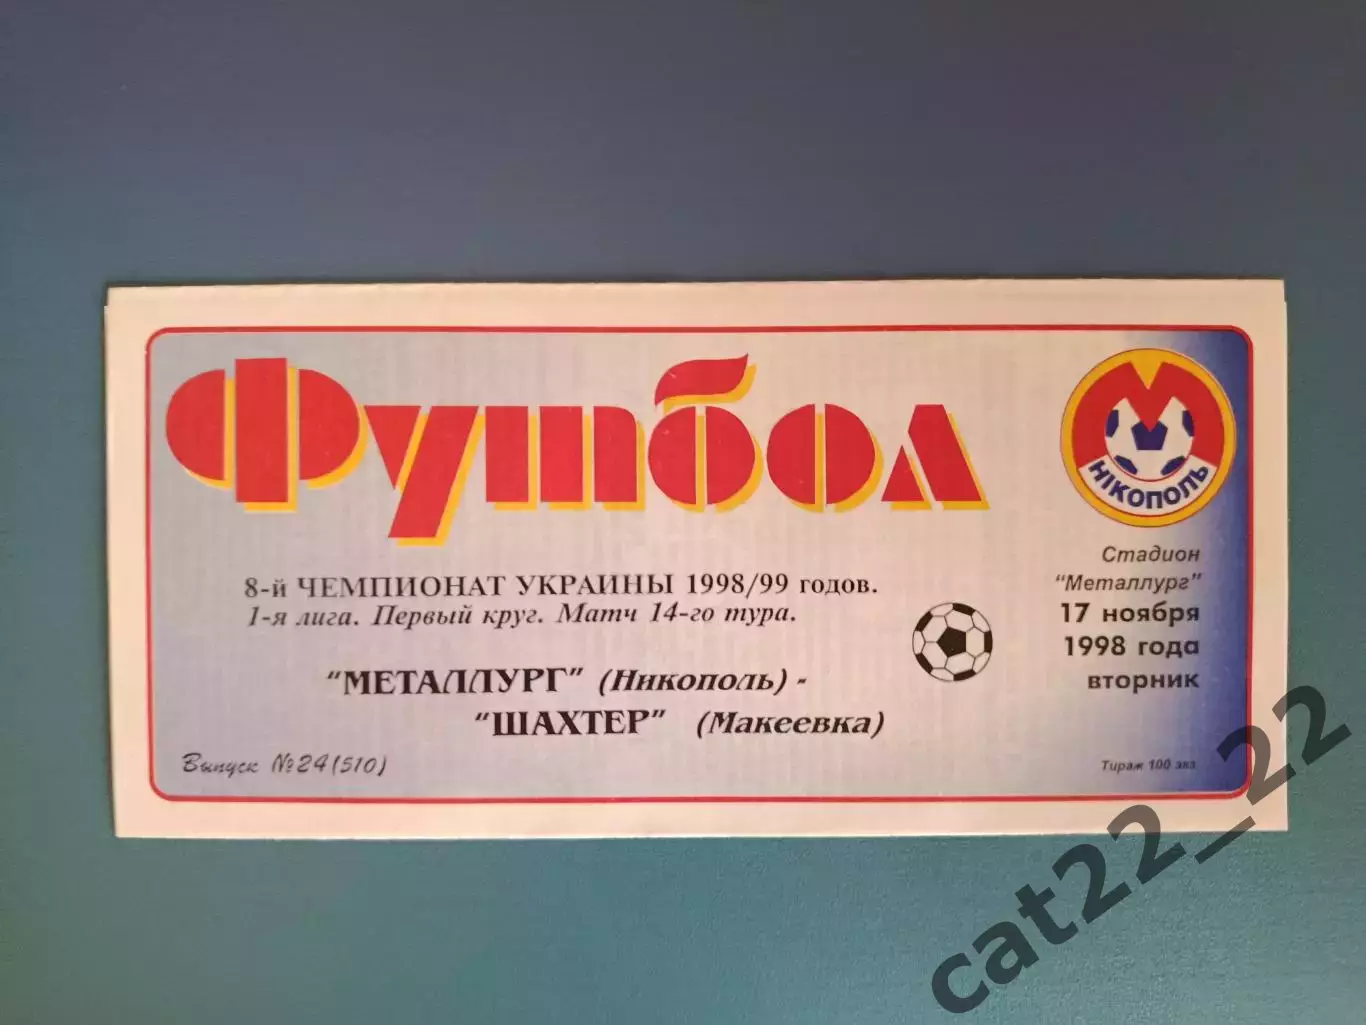 Футбол
М
НІКОПОЛЬ
8-й ЧЕМПИОНАТ УКРАИНЫ 1998/99 годов.
1-я лига. Первый круг. Матч 14-го тура.
"МЕТАЛЛУРГ" (Никополь) -
"ШАХТЕР" (Макеевка)
Стадион
"Металлург"
17 ноября
1998 года
вторник
Выпуск №24(510)
Тираж 100 экз
cat22_22